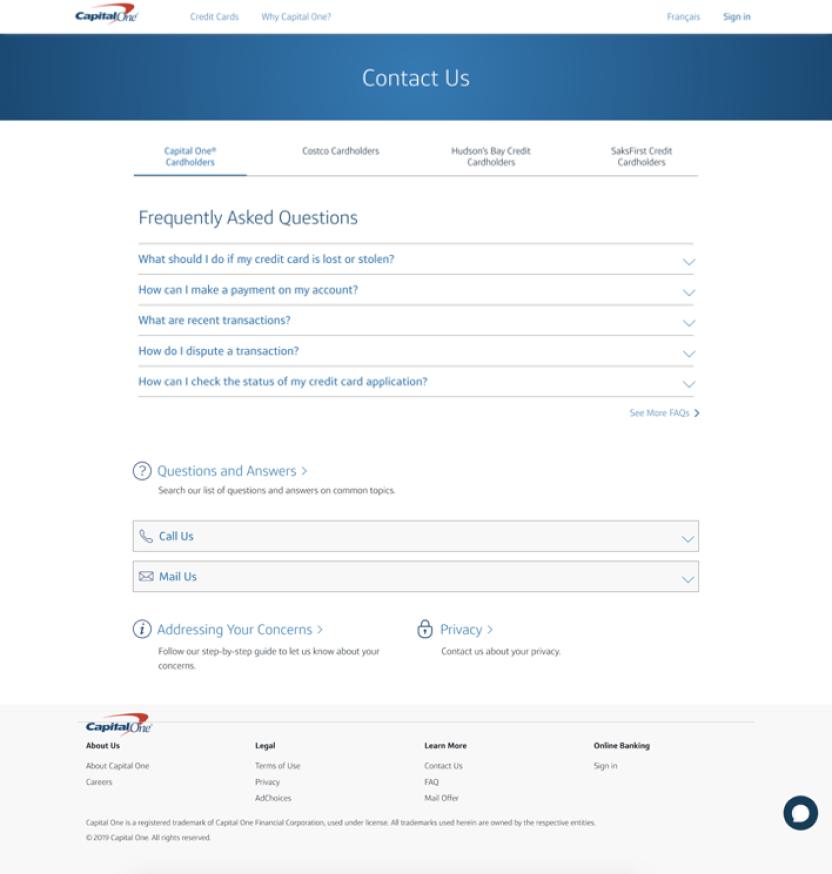 CapitalOne
Credit Cards
Why Capital One?
Français
Sign in
Contact Us
Capital One®
Cardholders
Costco Cardholders
Hudson's Bay Credit
Cardholders
SaksFirst Credit
Cardholders
Frequently Asked Questions
What should I do if my credit card is lost or stolen?
How can I make a payment on my account?
What are recent transactions?
How do I dispute a transaction?
How can I check the status of my credit card application?
See More FAQs
Questions and Answers
Search our list of questions and answers on common topics.
Call Us
Mail Us
Addressing Your Concerns
Follow our step-by-step guide to let us know about your
concerns.
Privacy
Contact us about your privacy.
CapitalOne
About Us
About Capital One
Careers
Legal
Terms of Use
Privacy
AdChoices
Learn More
Contact Us
FAQ
Mail Offer
Online Banking
Sign in
Capital One is a registered trademark of Capital One Financial Corporation, used under license. All trademarks used herein are owned by the respective entities.
© 2019 Capital One. All rights reserved.